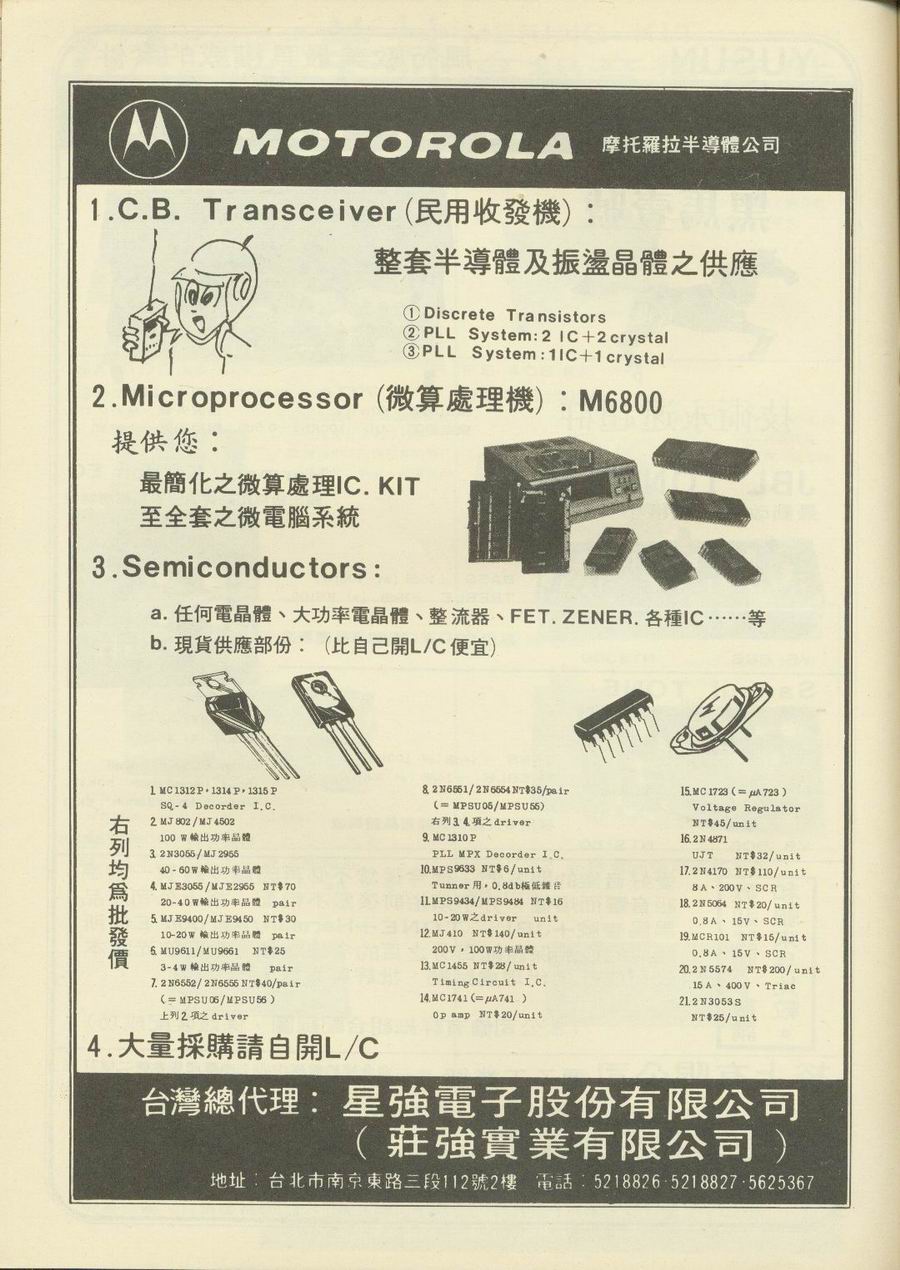 MOTOROLA 摩托羅拉半導體公司
1.C.B. Transceiver(民用收發機):
整套半導體及振盪晶體之供應
①Discrete Transistors
②PLL System:2 IC+2crystal
③PLL System:1IC+1crystal
2.Microprocessor(微算處理機):M6800
提供您:
最簡化之微算處理IC. KIT
至全套之微電腦系統
3.Semiconductors:
a. 任何電晶體、大功率電晶體、整流器、FET. ZENER. 各種IC……等
b. 現貨供應部份:(比自己開L/C便宜)
右列均為批發價
1. MC1312P,1314P,1315P
SQ-4 Decorder I.C.
2. MJ802/MJ4502
100W輸出功率晶體
3. 2N3055/MJ2955
40-60W輸出功率晶體
4. MJE3055/MJE2955 NT$70
20-40W輸出功率晶體 pair
5. MJE9400/MJE9450 NT$30
10-20W輸出功率晶體 pair
6. MU9611/MU9661 NT$25
3-4W輸出功率晶體 pair
7. 2N6552/2N6555NT$40/pair
(=MPSU06/MPSU56)
上列2.項之driver
8. 2N6551/2N6554NT$35/pair
(=MPSU05/MPSU55)
右列3.4.項之driver
9. MC1310P
PLL MPX Decorder I.C.
10.MPS9633 NT$6/unit
Tunner用,0.8db極低雜音
11.MPS9434/MPS9484 NT$16
10-20W之driver unit
12.MJ410 NT$140/unit
200V,100W功率晶體
13.MC1455 NT$28/unit
TimingCircuit I.C.
14.MC1741(=μA741 )
Op amp NT$20/unit
15.MC1723(=μA723)
Voltage Regulator
NT$45/unit
16.2N4871
UJT NT$32/unit
17.2N4170 NT$110/unit
8A、200V、SCR
18.2N5064 NT$20/unit
0.8A、15V、SCR
19.MCR101 NT$15/unit
0.8A、15V、SCR
20.2N5574 NT$200/unit
15A、400V、Triac
21.2N3053S
NT$25/unit
4.大量採購請自開L/C
台灣總代理:星強電子股份有限公司
(莊強實業有限公司)
地址:台北市南京東路三段112號2樓 電話:5218826·5218827·5625367